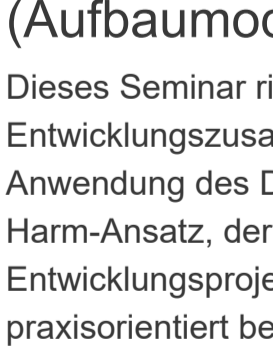 (Aufbaumod
Dieses Seminar ri
Entwicklungszusa
Anwendung des D
Harm-Ansatz, der
Entwicklungsproje
praxisorientiert be